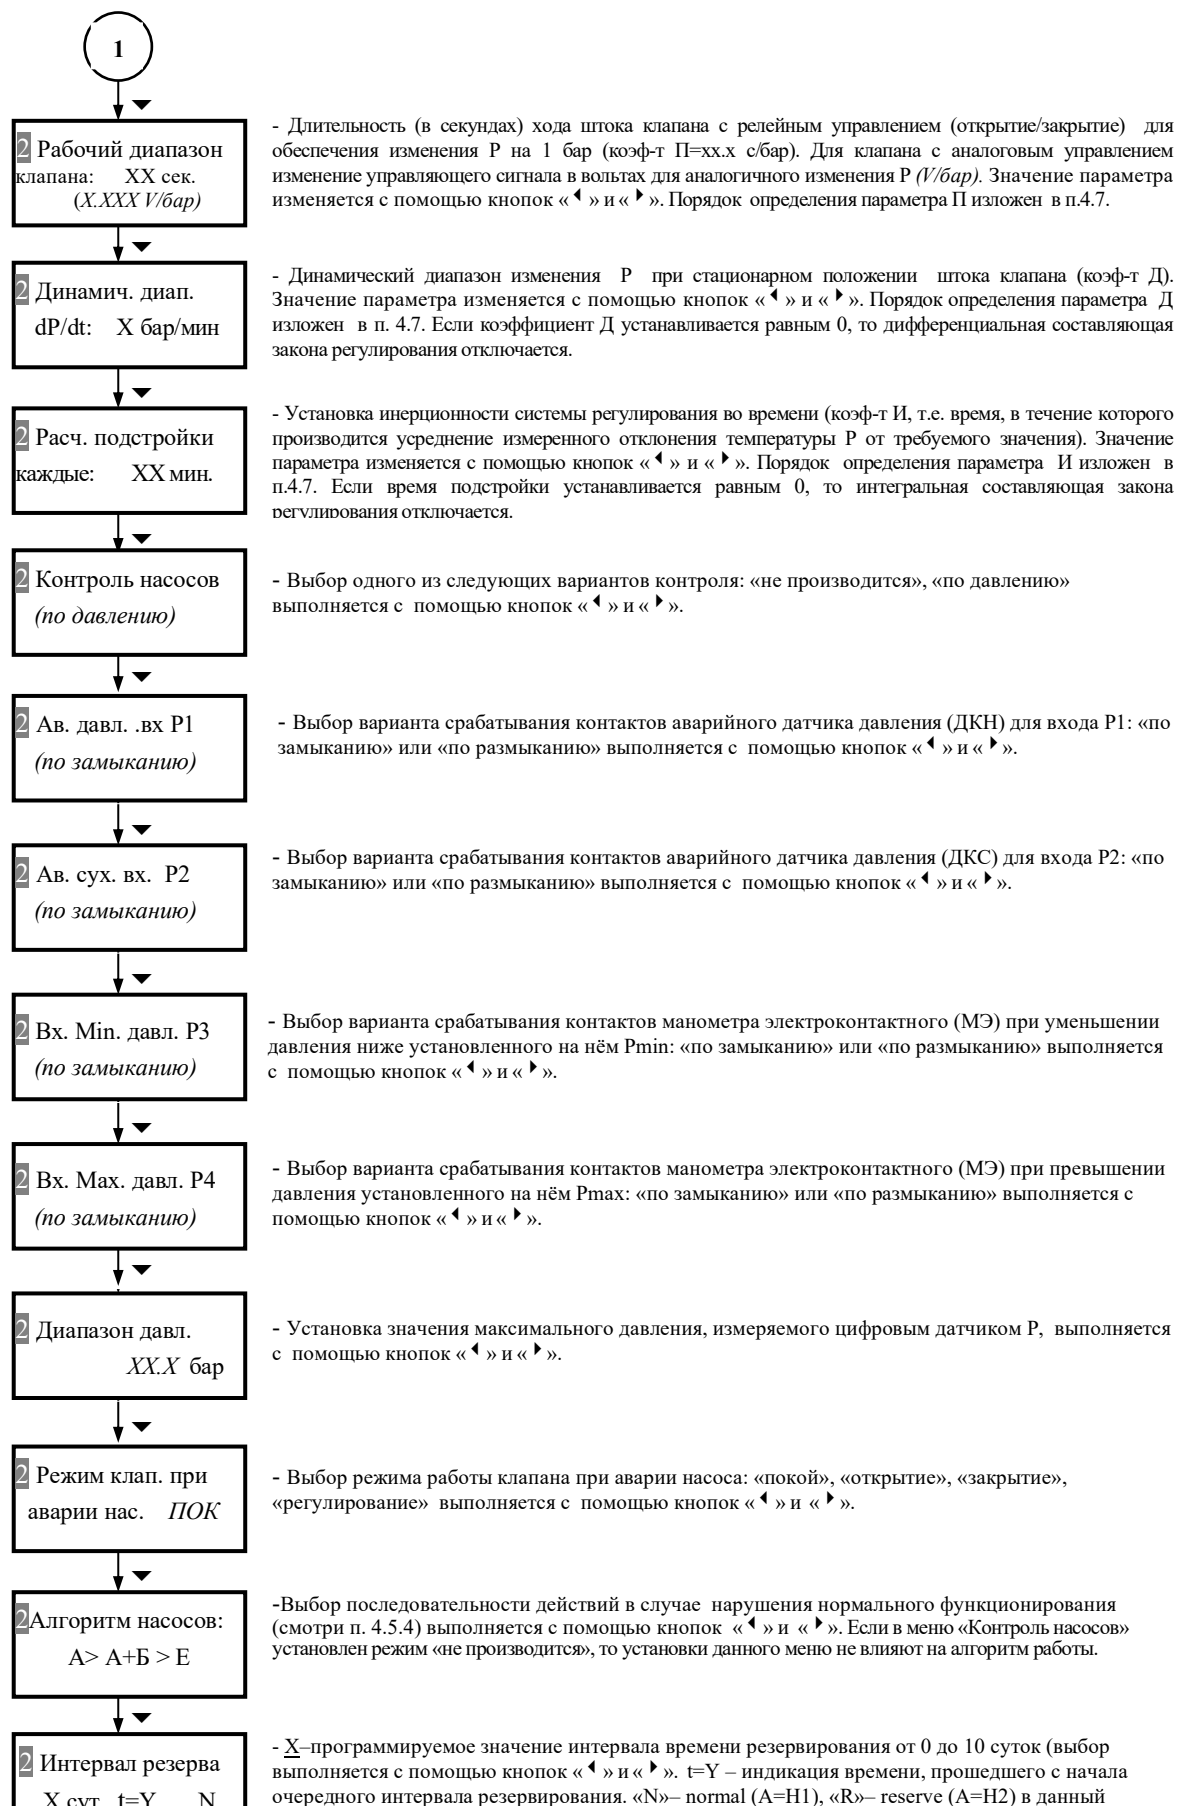 1
2 Рабочий диапазон
клапана: XX сек.
(X.XXX V/бар)
- Длительность (в секундах) хода штока клапана с релейным управлением (открытие/закрытие) для
обеспечения изменения Р на 1 бар (коэф-т П=хх.х с/бар). Для клапана с аналоговым управлением
изменение управляющего сигнала в вольтах для аналогичного изменения Р (V/бар). Значение параметра
изменяется с помощью кнопок «🞀» и «🞂». Порядок определения параметра П изложен в п.4.7.
2 Динамич. диап.
dP/dt: X бар/мин
- Динамический диапазон изменения Р при стационарном положении штока клапана (коэф-т Д).
Значение параметра изменяется с помощью кнопок «🞀» и «🞂». Порядок определения параметра Д
изложен в п. 4.7. Если коэффициент Д устанавливается равным 0, то дифференциальная составляющая
закона регулирования отключается.
2 Расч. подстройки
каждые: XX мин.
- Установка инерционности системы регулирования во времени (коэф-т И, т.е. время, в течение которого
производится усреднение измеренного отклонения температуры Р от требуемого значения). Значение
параметра изменяется с помощью кнопок «🞀» и «🞂». Порядок определения параметра И изложен в
п.4.7. Если время подстройки устанавливается равным 0, то интегральная составляющая закона
регулирования отключается.
2 Контроль насосов
(по давлению)
- Выбор одного из следующих вариантов контроля: «не производится», «по давлению»
выполняется с помощью кнопок «🞀» и «🞂».
2 Ав. давл. .вх Р1
(по замыканию)
- Выбор варианта срабатывания контактов аварийного датчика давления (ДКН) для входа Р1: «по
замыканию» или «по размыканию» выполняется с помощью кнопок «🞀» и «🞂».
2 Ав. сух. вх. Р2
(по замыканию)
- Выбор варианта срабатывания контактов аварийного датчика давления (ДКС) для входа Р2: «по
замыканию» или «по размыканию» выполняется с помощью кнопок «🞀» и «🞂».
2 Вх. Min. давл. Р3
(по замыканию)
- Выбор варианта срабатывания контактов манометра электроконтактного (МЭ) при уменьшении
давления ниже установленного на нём Pmin: «по замыканию» или «по размыканию» выполняется
с помощью кнопок «🞀» и «🞂».
2 Вх. Max. давл. Р4
(по замыканию)
- Выбор варианта срабатывания контактов манометра электроконтактного (МЭ) при превышении
давления установленного на нём Pmax: «по замыканию» или «по размыканию» выполняется с
помощью кнопок «🞀» и «🞂».
2 Диапазон давл.
XX.X бар
- Установка значения максимального давления, измеряемого цифровым датчиком Р, выполняется
с помощью кнопок «🞀» и «🞂».
2 Режим клап. при
аварии нас. ПОК
- Выбор режима работы клапана при аварии насоса: «покой», «открытие», «закрытие»,
«регулирование» выполняется с помощью кнопок «🞀» и «🞂».
2 Алгоритм насосов:
А> А+Б > Е
-Выбор последовательности действий в случае нарушения нормального функционирования
(смотри п. 4.5.4) выполняется с помощью кнопок «🞀» и «🞂». Если в меню «Контроль насосов»
установлен режим «не производится», то установки данного меню не влияют на алгоритм работы.
2 Интервал резерва
X сут t=Y N
- X–программируемое значение интервала времени резервирования от 0 до 10 суток (выбор
выполняется с помощью кнопок «🞀» и «🞂». t=Y – индикация времени, прошедшего с начала
очередного интервала резервирования. «N»– normal (А=Н1), «R»– reserve (А=Н2) в данный